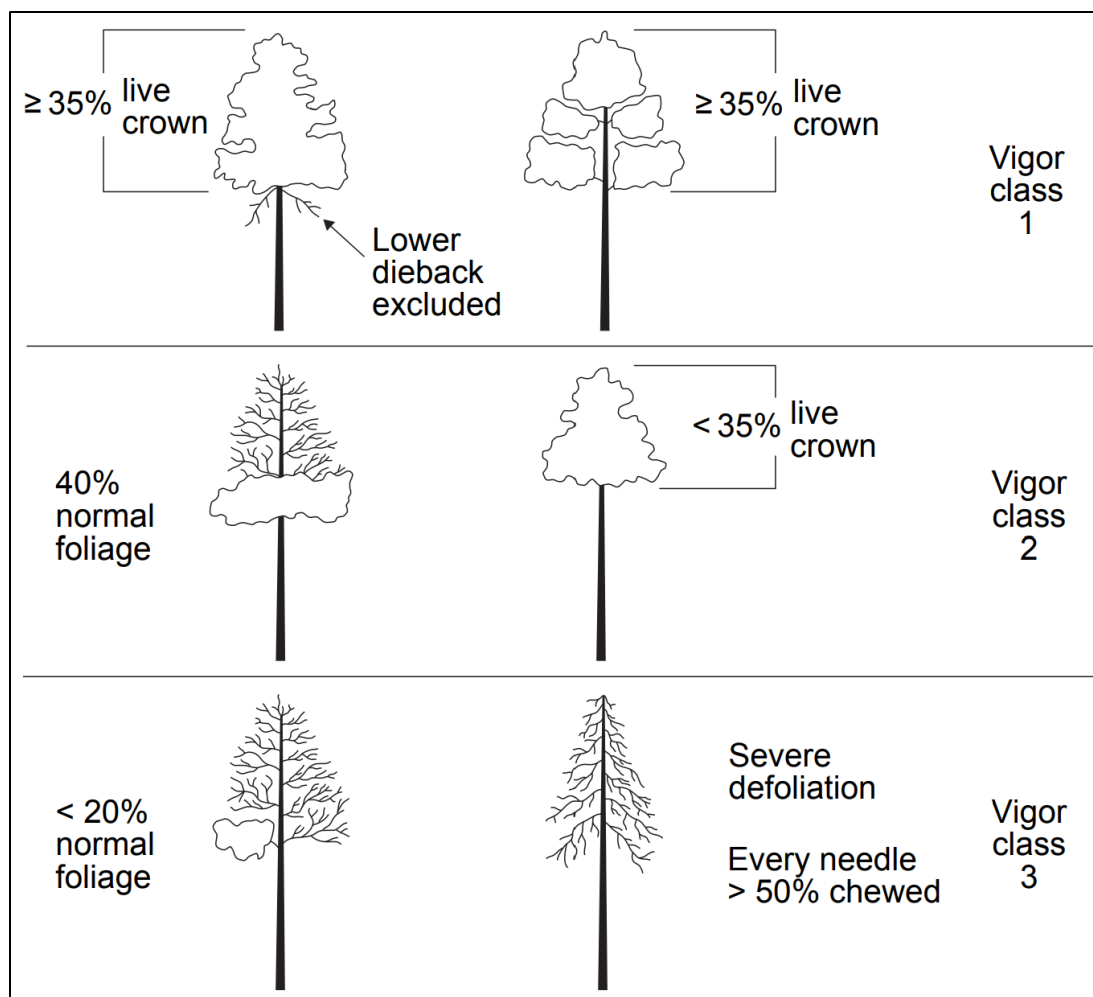 ≥ 35% live
crown
≥ 35% live
crown
Lower
dieback
excluded
Vigor
class
1
40%
normal
foliage
< 35% live
crown
Vigor
class
2
< 20%
normal
foliage
Severe
defoliation
Every needle
> 50% chewed
Vigor
class
3